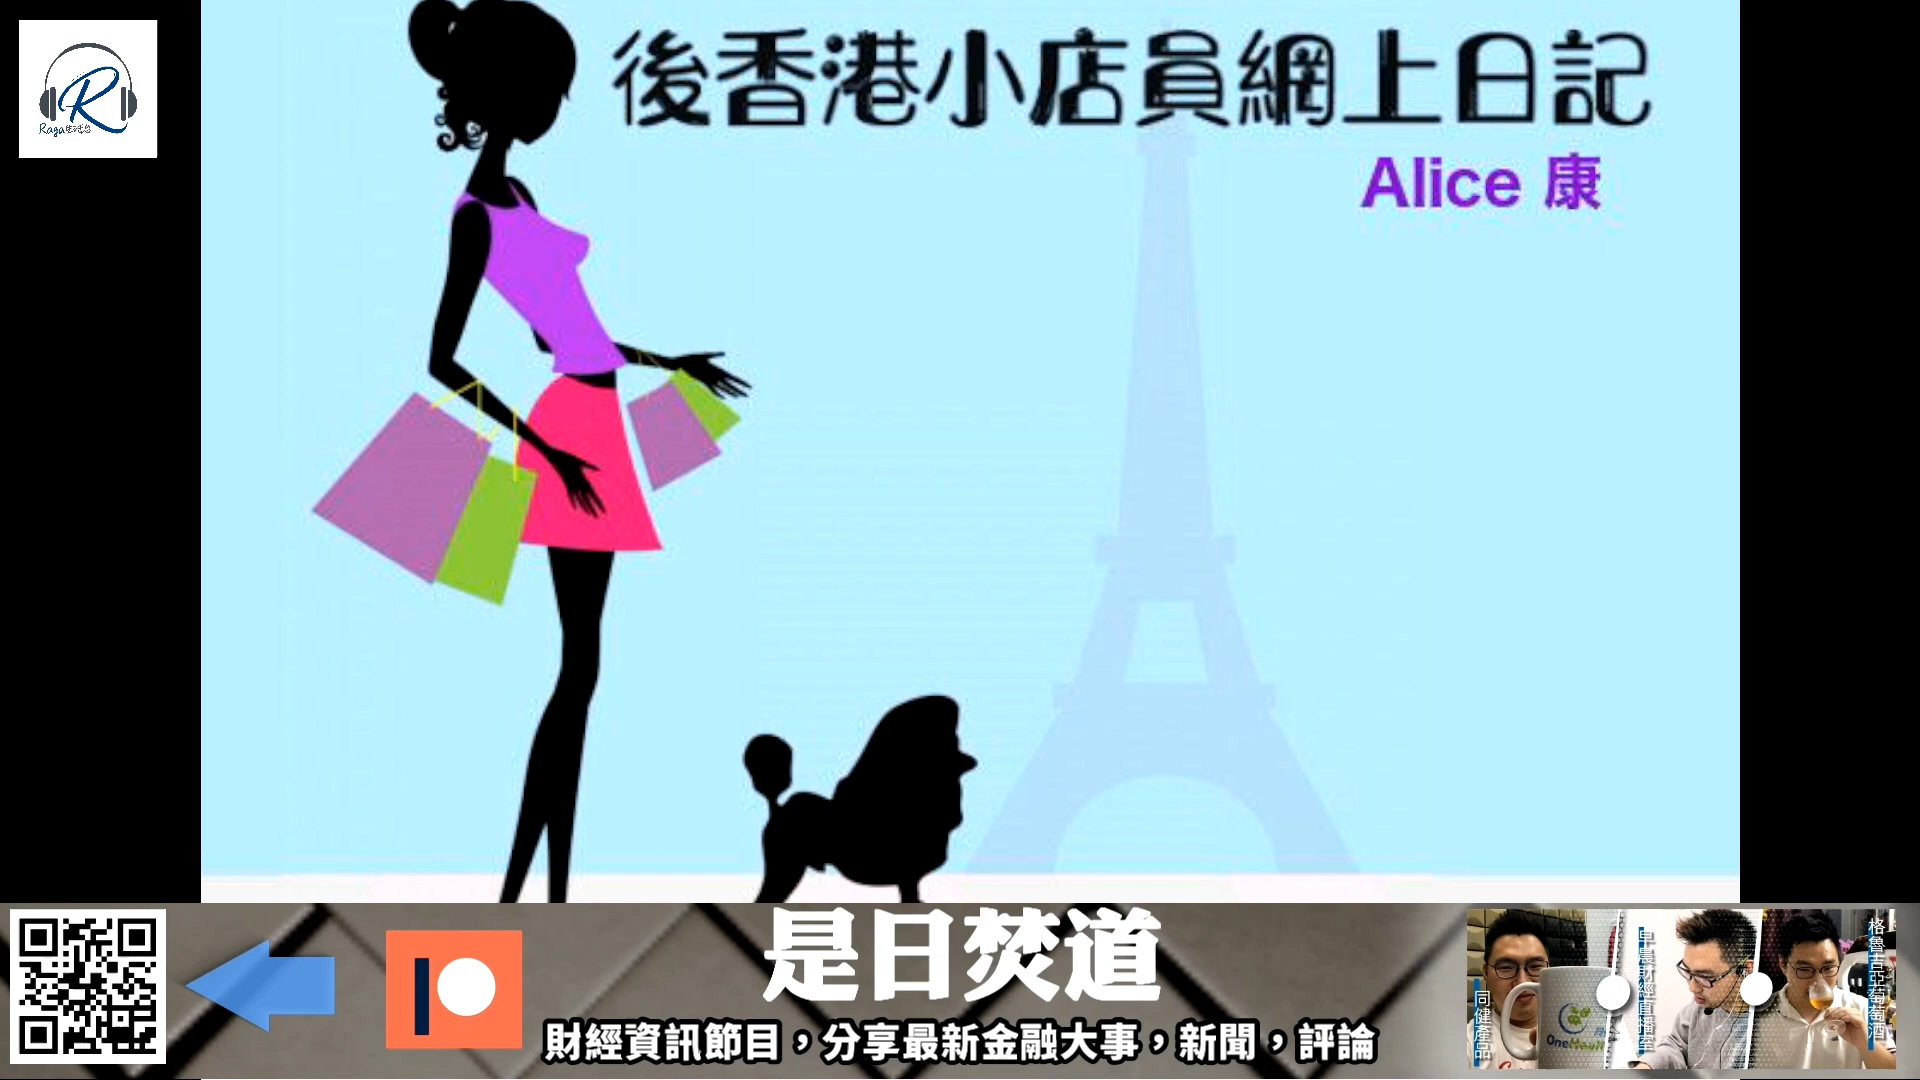 後香港小店員網上日記
Alice 康
R
是日焚道
財經資訊節目，分享最新金融大事，新聞，評論
同健產品
早晨財經直播室
格魯吉亞葡萄酒